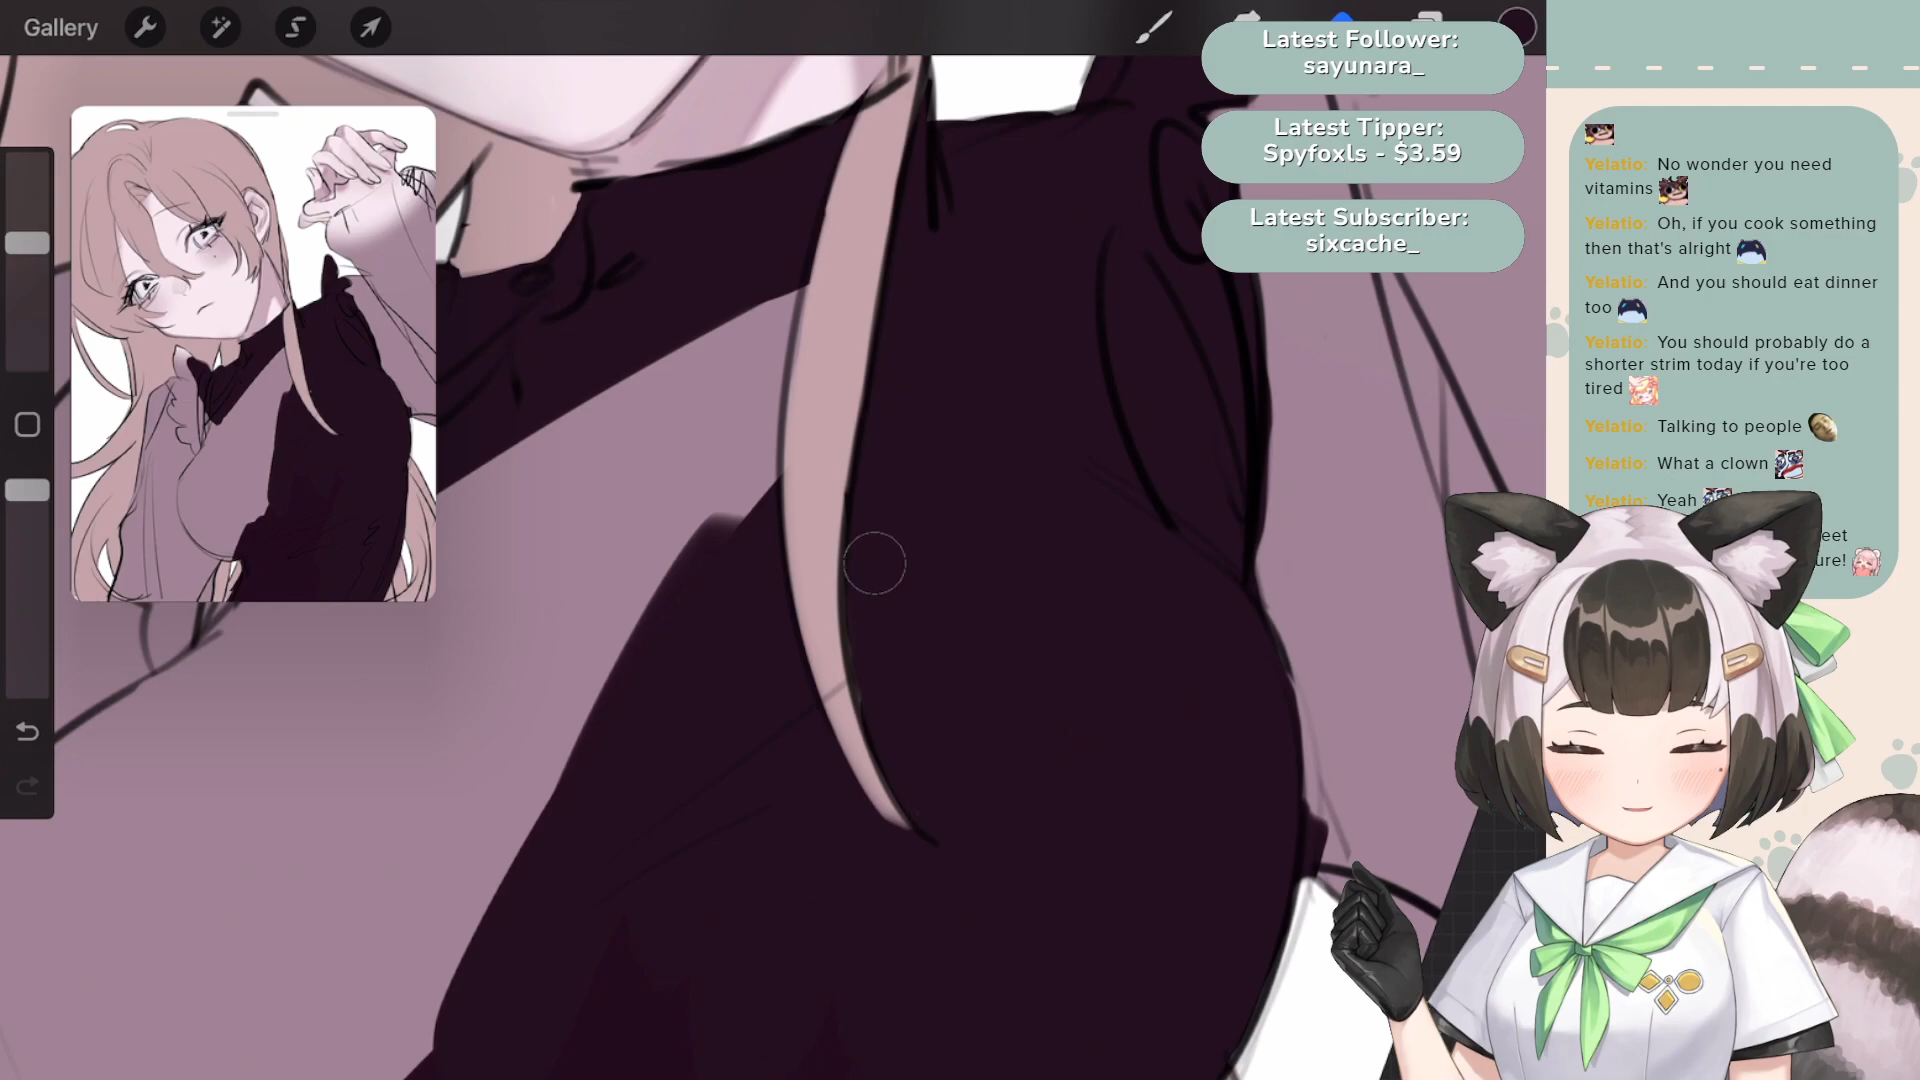 Gallery
Latest Follower:
sayunara_
Latest Tipper:
Spyfoxls - $3.59
Latest Subscriber:
sixcache_
Yelatio: No wonder you need
vitamins
Yelatio: Oh, if you cook something
then that's alright
Yelatio: And you should eat dinner
too
Yelatio: You should probably do a
shorter strim today if you're too
tired
Yelatio: Talking to people
Yelatio: What a clown
Yelatio: Yeah
eet
ure!